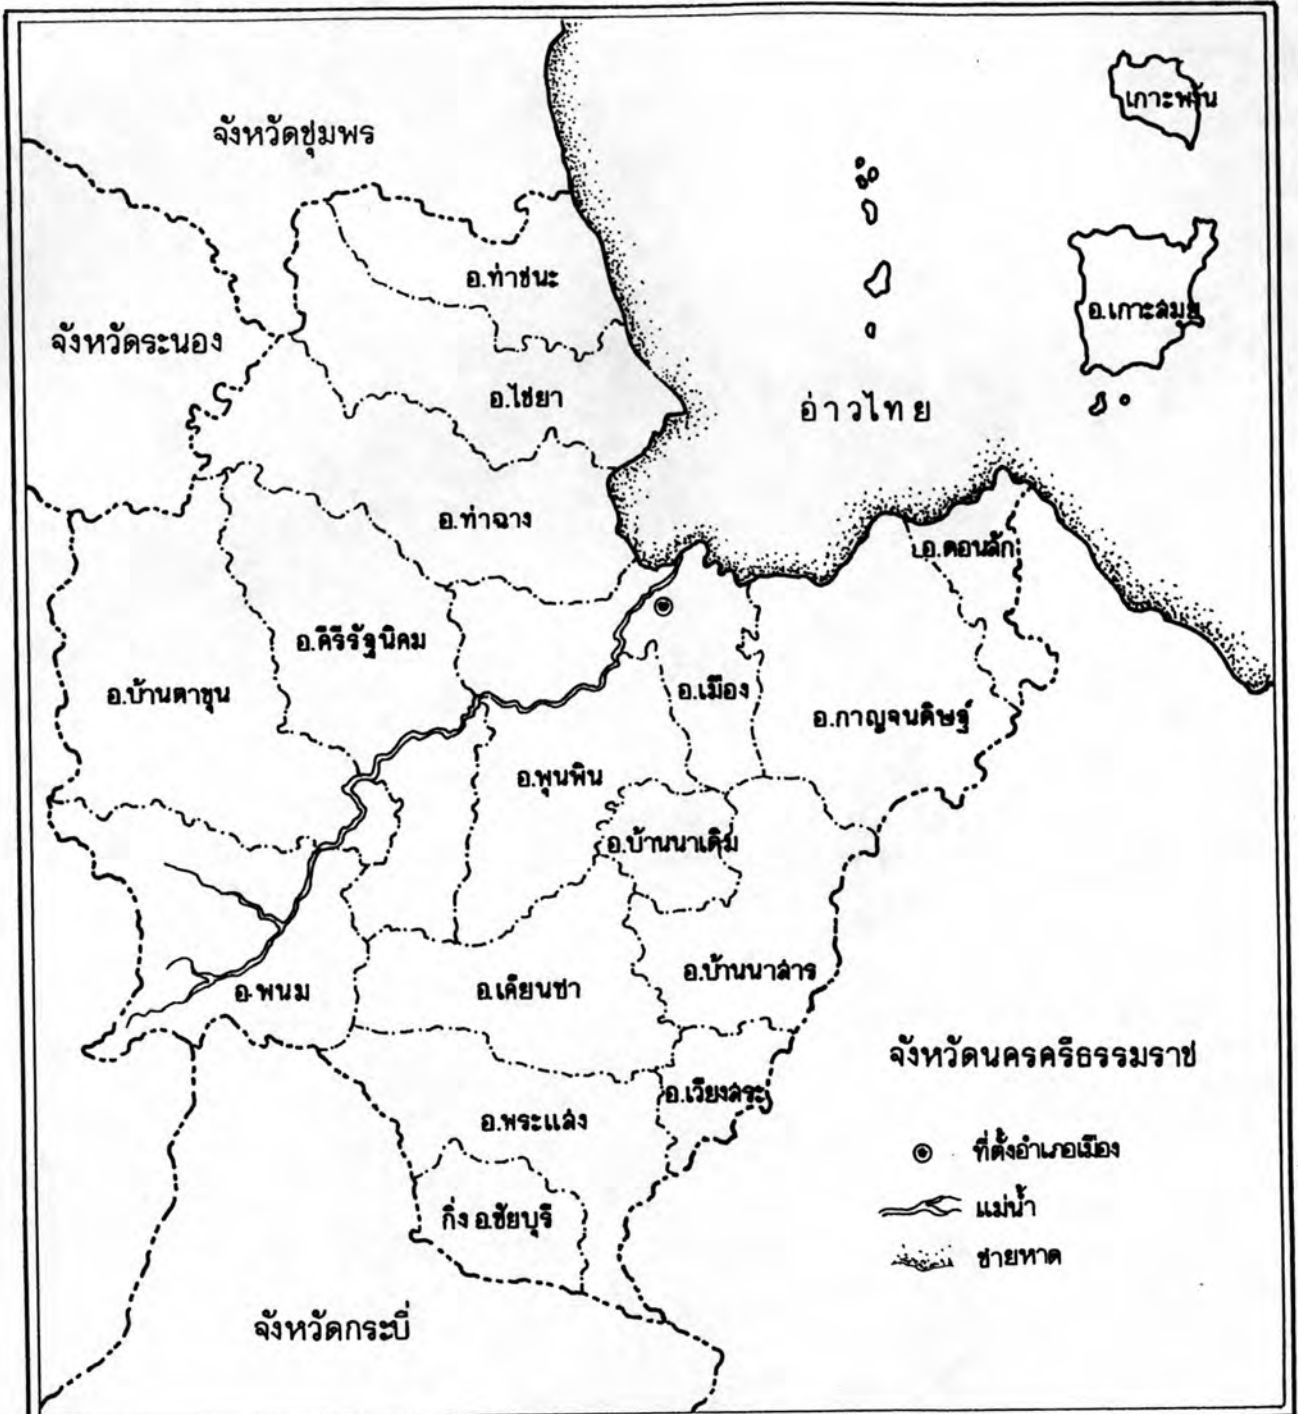 เกาะพงัน
จังหวัดชุมพร
อ.ท่าชนะ
อ.เกาะสมุย
จังหวัดระนอง
อ.ไชยา
อ่าวไทย
อ.ท่าฉาง
อ.ดอนสัก
อ.คีรีรัฐนิคม
อ.บ้านตาขุน
อ.เมือง
อ.กาญจนดิษฐ์
อ.พุนพิน
อ.บ้านนาเดิม
อ.บ้านนาสาร
อ.พนม
อ.เคียนซา
จังหวัดนครศรีธรรมราช
อ.เวียงสระ
อ.พระแสง
ที่ตั้งอำเภอเมือง
แม่น้ำ
กิ่ง อ.ชัยบุรี
ชายหาด
จังหวัดกระบี่